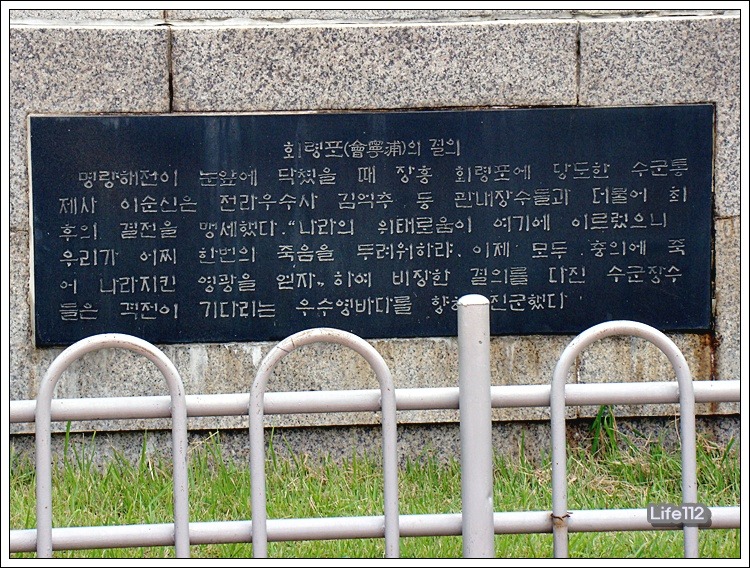 회령포(會寧浦)의 결의
명량해전이 눈앞에 닥쳤을 때 장흥 회령포에 당도한 수군통
제사 이순신은 전라우수사 김억추 등 관내장수들과 더불어 최
후의 결전을 맹세했다. "나라의 위태로움이 여기에 이르렀으니
우리가 어찌 한번의 죽음을 두려워하랴. 이제 모두 충의에 죽
어 나라지킨 영광을 얻자." 하여 비장한 결의를 다진 수군장수
들은 격전이 기다리는 우수영바다를 향해 진군했다
Life112